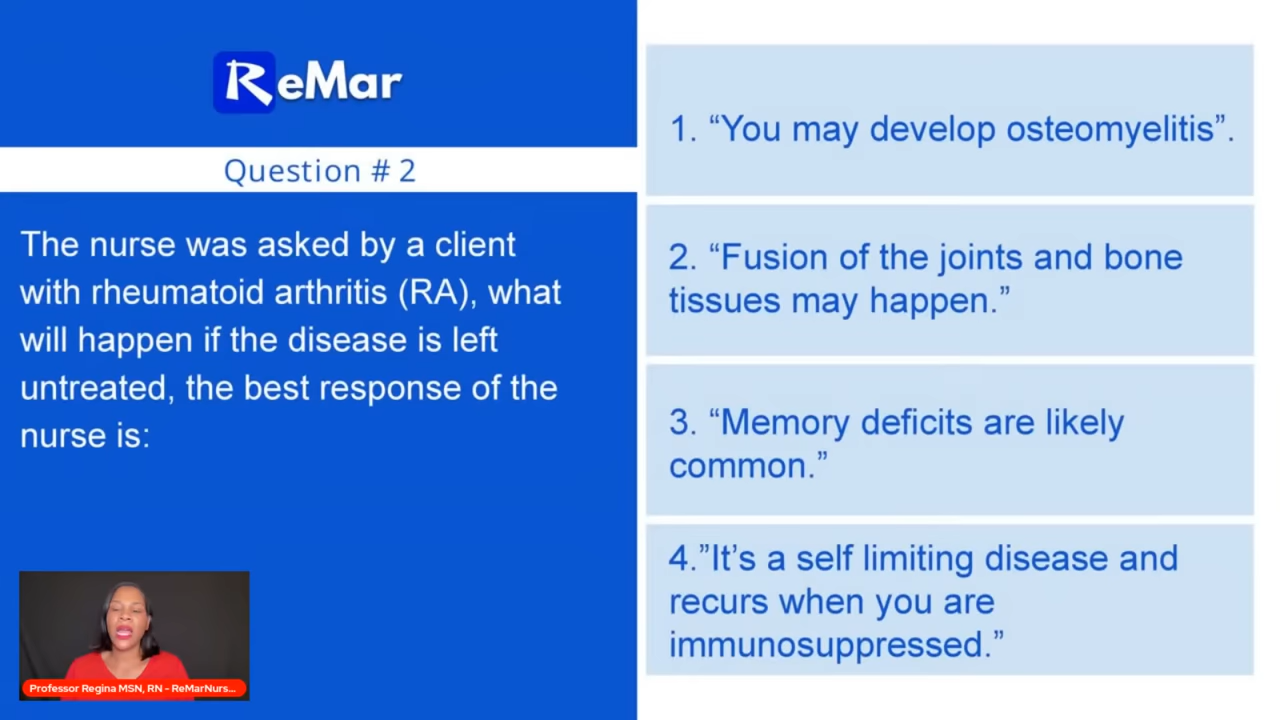 ReMar
Question # 2
The nurse was asked by a client
with rheumatoid arthritis (RA), what
will happen if the disease is left
untreated, the best response of the
nurse is:
1. “You may develop osteomyelitis”.
2. “Fusion of the joints and bone
tissues may happen.”
3. “Memory deficits are likely
common.”
4.”It’s a self limiting disease and
recurs when you are
immunosuppressed.”
Professor Regina MSN, RN - ReMarNurs...